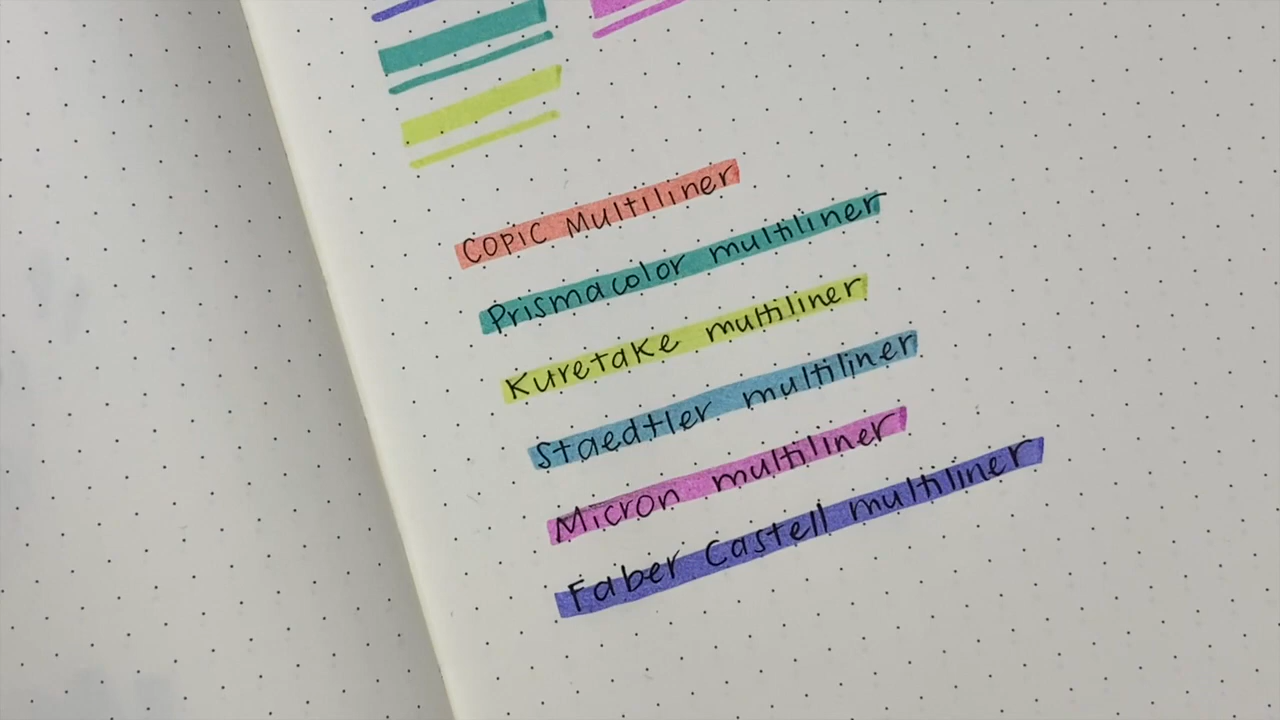 Copic Multiliner
Prismacolor multiliner
Kuretake multiliner
Staedtler multiliner
Micron multiliner
Faber Castell multiliner